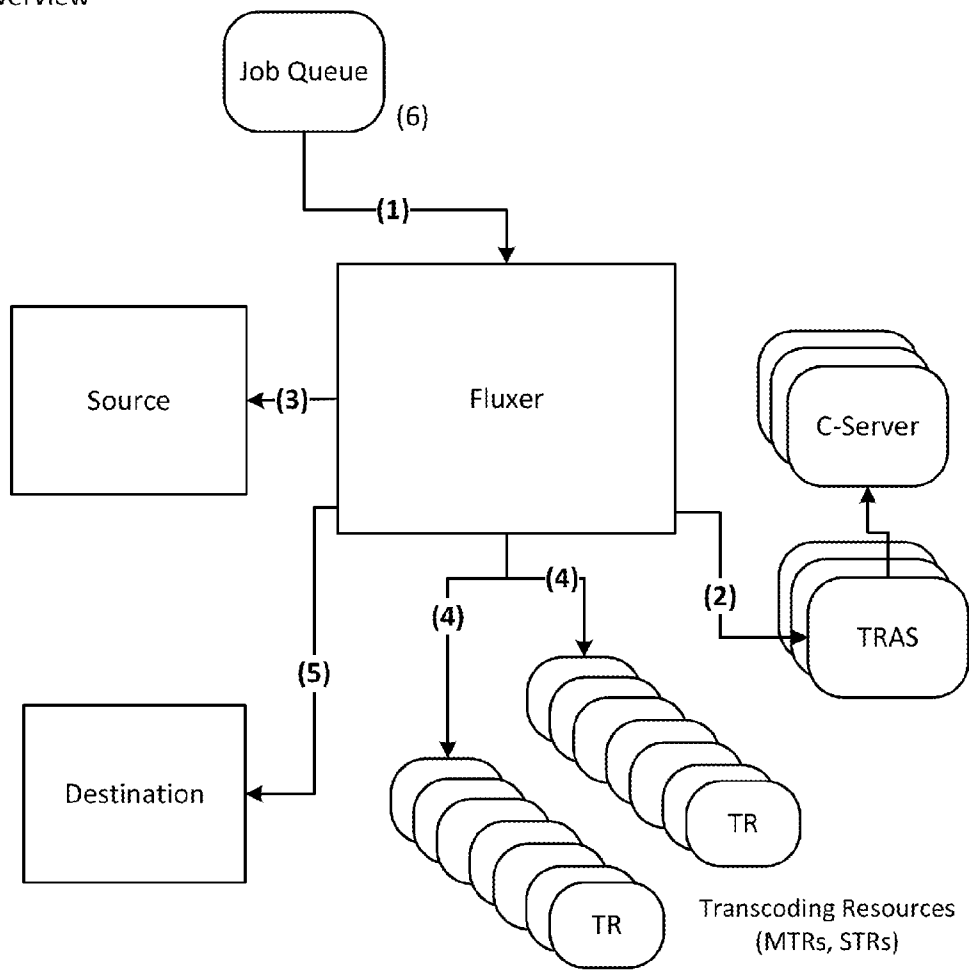 Job Queue
(6)
(1)
Source
(3)
Fluxer
C-Server
(4)
(4)
(2)
TRAS
(5)
Destination
TR
TR
Transcoding Resources
(MTRs, STRs)